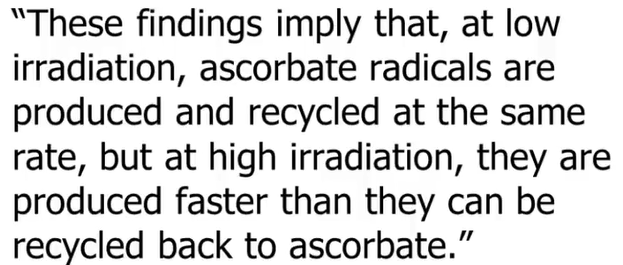 “These findings imply that, at low
irradiation, ascorbate radicals are
produced and recycled at the same
rate, but at high irradiation, they are
produced faster than they can be
recycled back to ascorbate.”